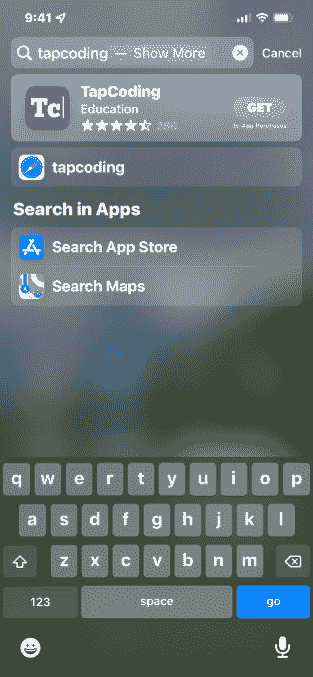 9:41
tapcoding — Show More
Cancel
Tc
TapCoding
Education
GET
In-App Purchases
tapcoding
Search in Apps
Search App Store
Search Maps
q w e r t y u i o p
a s d f g h j k l
z x c v b n m
123 space go